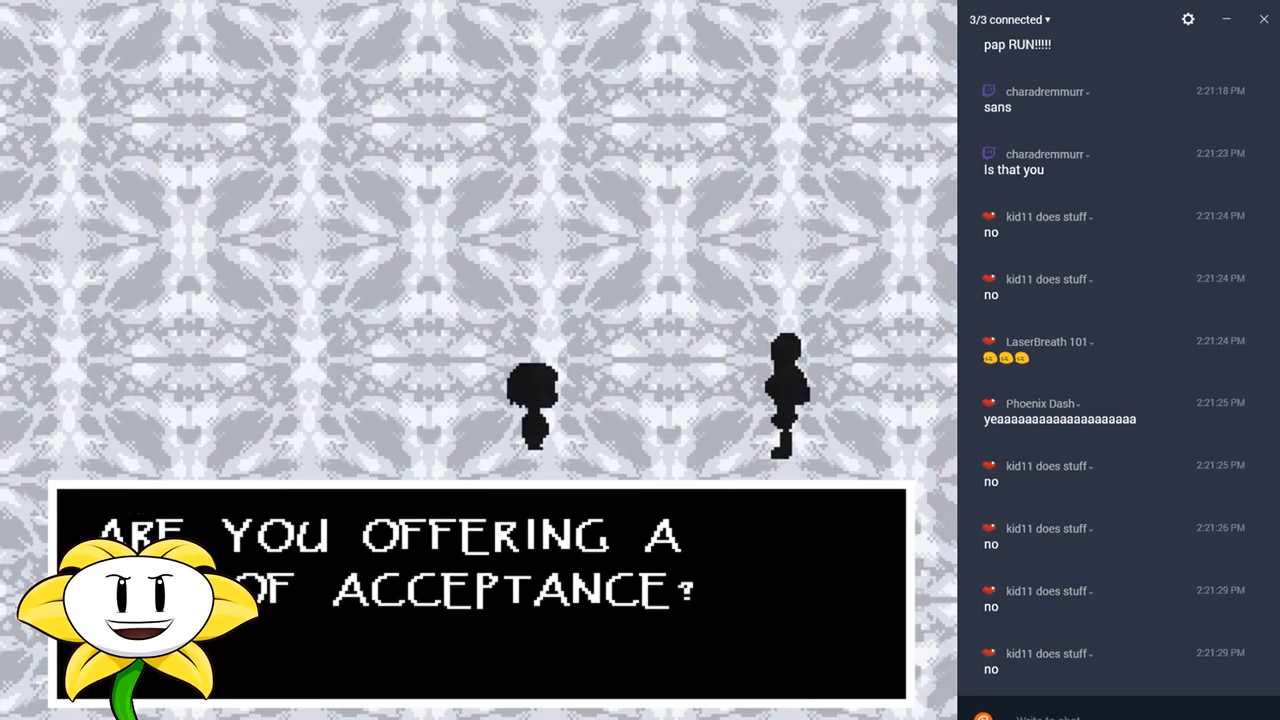 3/3 connected ▾
pap RUN!!!!!
charadremmurr 2:21:18 PM
sans
charadremmurr 2:21:23 PM
Is that you
kid11 does stuff 2:21:24 PM
no
kid11 does stuff 2:21:24 PM
no
LaserBreath 101 2:21:24 PM
Phoenix Dash 2:21:25 PM
yeaaaaaaaaaaaaaaaaaaaa
kid11 does stuff 2:21:25 PM
no
kid11 does stuff 2:21:26 PM
no
kid11 does stuff 2:21:29 PM
no
kid11 does stuff 2:21:29 PM
no
Write to chat
ARE YOU OFFERING A
OF ACCEPTANCE?